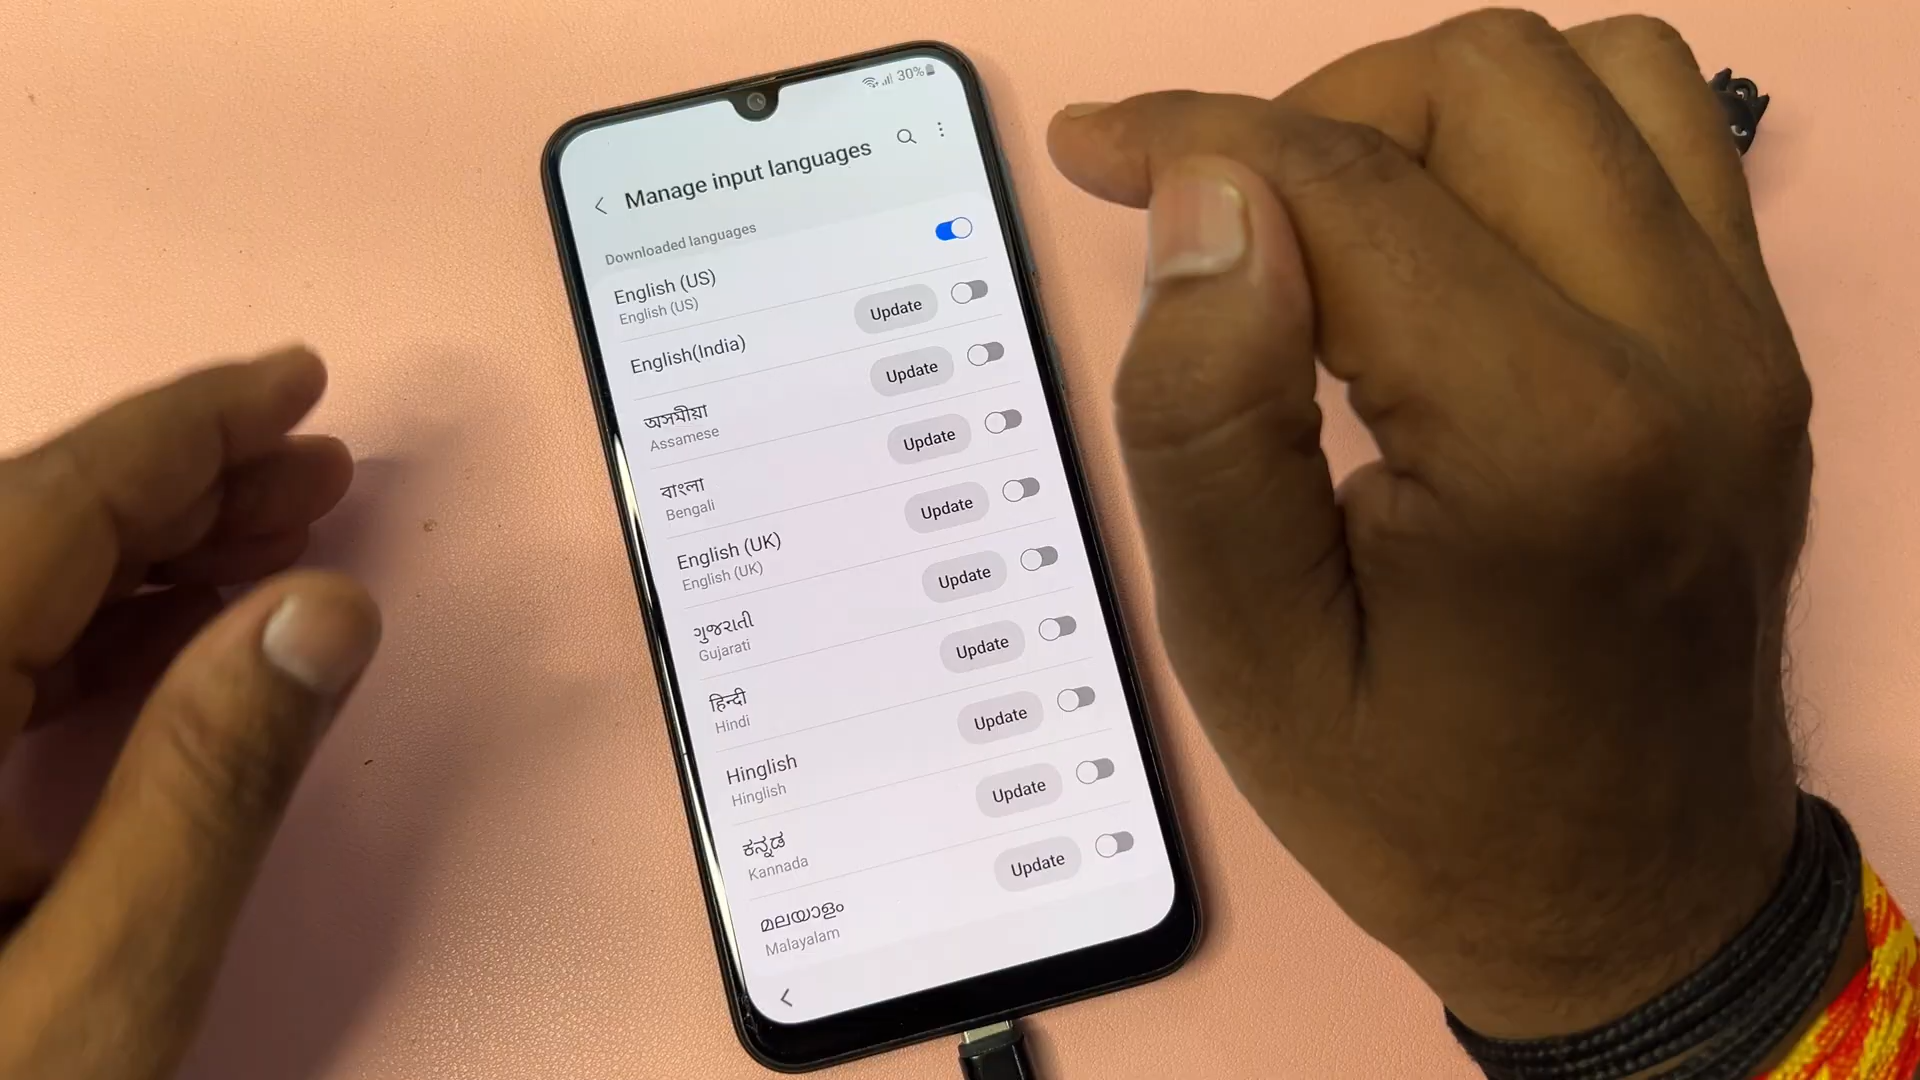 30%
Manage input languages
Downloaded languages
English (US)
English (US)
Update
English(India)
Update
অসমীয়া
Assamese
Update
বাংলা
Bengali
Update
English (UK)
English (UK)
Update
ગુજરાતી
Gujarati
Update
हिन्दी
Hindi
Update
Hinglish
Hinglish
Update
ಕನ್ನಡ
Kannada
Update
മലയാളം
Malayalam